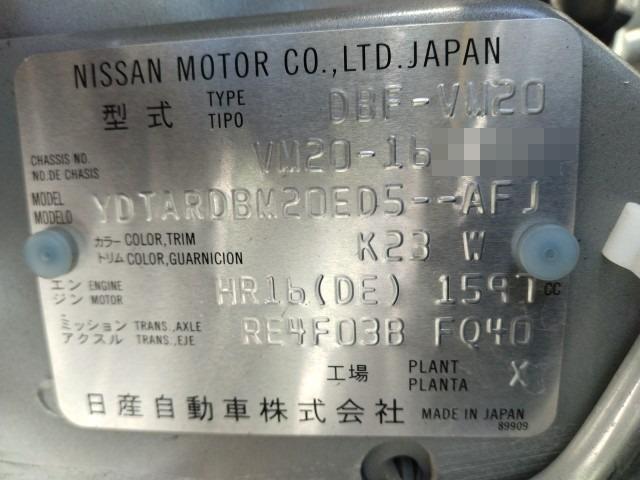 NISSAN MOTOR CO.,LTD.JAPAN
型式 TYPE TIPO DBF-VM20
CHASSIS NO. NO.DE CHASIS VM20-16
MODEL MODELO YDTARDBM20ED5--AFJ
カラー COLOR,TRIM トリム COLOR,GUARNICION K23 W
エンジン ENGINE MOTOR HR16(DE) 1597 CC
ミッション TRANS.,AXLE アクスル TRANS.,EJE RE4F03B FQ40
工場 PLANT PLANTA X
日産自動車株式会社 MADE IN JAPAN
89909